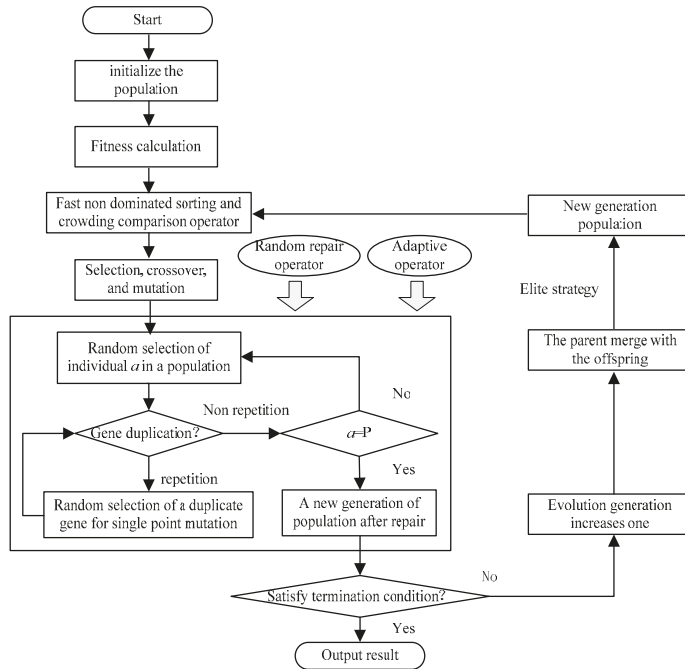 Start
initialize the
population
Fitness calculation
Fast non dominated sorting and
crowding comparison operator
New generation
population
Random repair
operator
Adaptive
operator
Selection, crossover,
and mutation
Elite strategy
Random selection of
individual a in a population
The parent merge with
the offspring
No
Non repetition
Gene duplication?
a=P
repetition
Yes
Random selection of a duplicate
gene for single point mutation
A new generation of
population after repair
Evolution generation
increases one
No
Satisfy termination condition?
Yes
Output result